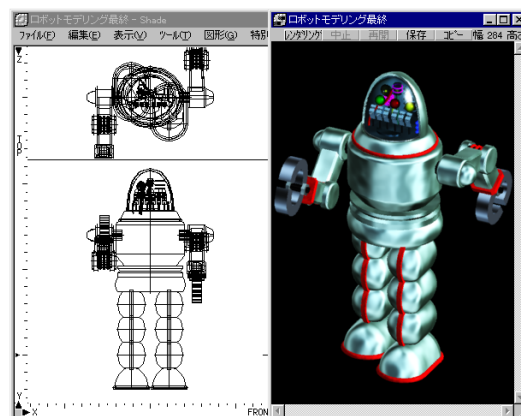 ロボットモデリング最終 - Shade
ファイル(F) 編集(E) 表示(V) ツール(T) 図形(G) 特別
Z
TOP
Y
X
FRON
ロボットモデリング最終
レンダリング 中止 再開 保存 コピー 幅 284 高さ